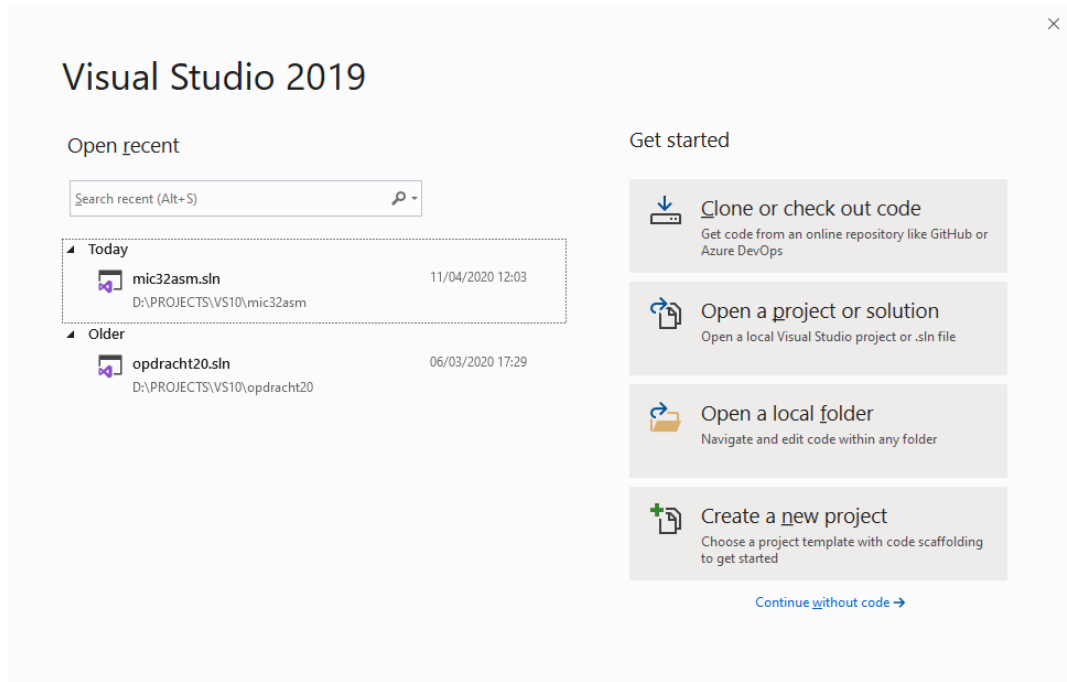 Visual Studio 2019
Open recent
Search recent (Alt+S)
Today
mic32asm.sln 11/04/2020 12:03
D:\PROJECTS\VS10\mic32asm
Older
opdracht20.sln 06/03/2020 17:29
D:\PROJECTS\VS10\opdracht20
Get started
Clone or check out code
Get code from an online repository like GitHub or
Azure DevOps
Open a project or solution
Open a local Visual Studio project or .sln file
Open a local folder
Navigate and edit code within any folder
Create a new project
Choose a project template with code scaffolding
to get started
Continue without code →